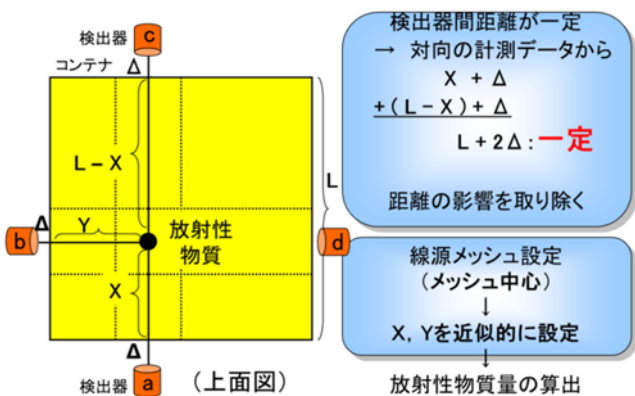 検出器
c
コンテナ
Δ
L－X
L
Δ
Y
b
放射性
物質
d
X
Δ
検出器
a
(上面図)
検出器間距離が一定
→ 対向の計測データから
X + Δ
+(L－X)+ Δ
L+2Δ:一定
距離の影響を取り除く
線源メッシュ設定
(メッシュ中心)
↓
X, Yを近似的に設定
↓
放射性物質量の算出